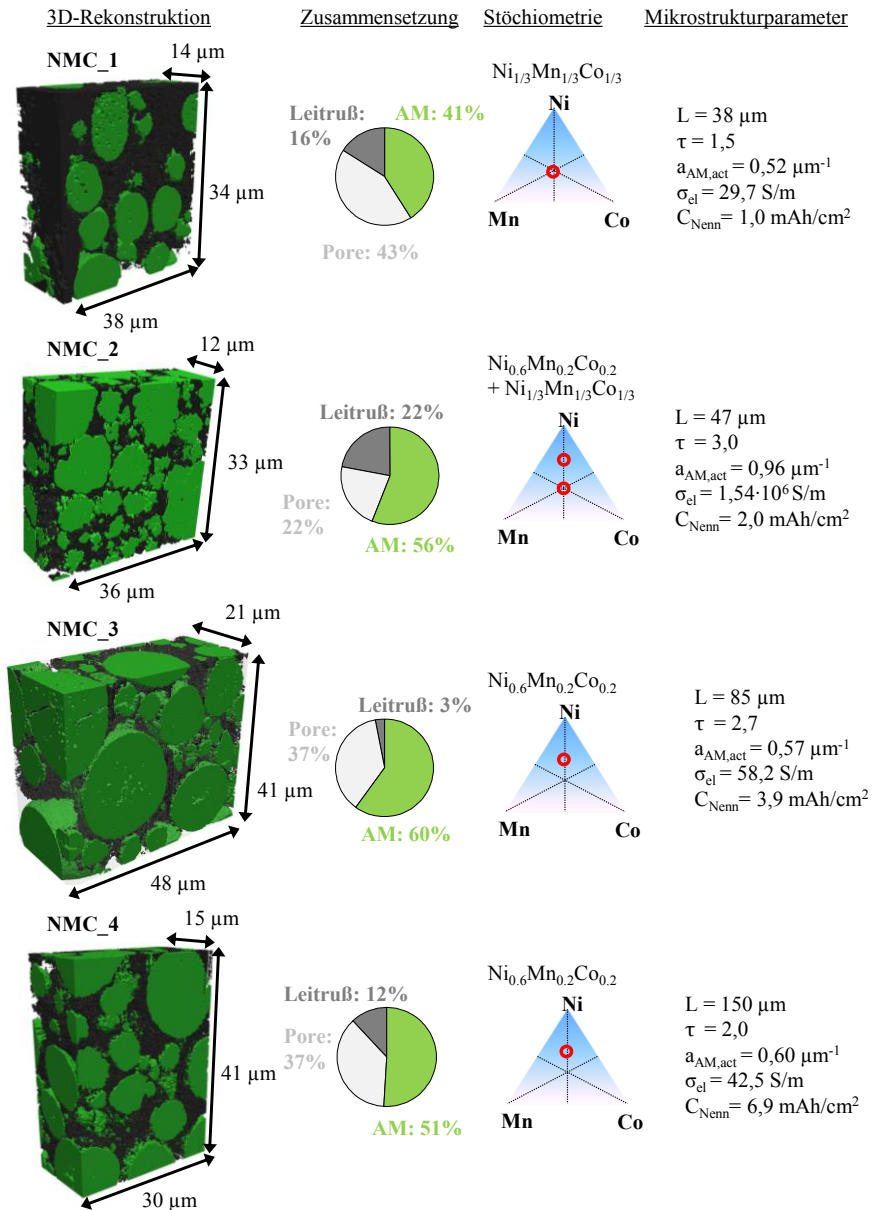 3D-Rekonstruktion Zusammensetzung Stöchiometrie Mikrostrukturparameter
NMC_1
14 µm
34 µm
38 µm
Leitruß: 16%
AM: 41%
Pore: 43%
Ni1/3Mn1/3Co1/3
Ni
Mn Co
L = 38 µm
τ = 1,5
aAM,act = 0,52 µm-1
σel = 29,7 S/m
CNenn= 1,0 mAh/cm2
NMC_2
12 µm
33 µm
36 µm
Leitruß: 22%
Pore: 22%
AM: 56%
Ni0.6Mn0.2Co0.2
+ Ni1/3Mn1/3Co1/3
Ni
Mn Co
L = 47 µm
τ = 3,0
aAM,act = 0,96 µm-1
σel = 1,54·106 S/m
CNenn= 2,0 mAh/cm2
NMC_3
21 µm
41 µm
48 µm
Leitruß: 3%
Pore: 37%
AM: 60%
Ni0.6Mn0.2Co0.2
Ni
Mn Co
L = 85 µm
τ = 2,7
aAM,act = 0,57 µm-1
σel = 58,2 S/m
CNenn= 3,9 mAh/cm2
NMC_4
15 µm
41 µm
30 µm
Leitruß: 12%
Pore: 37%
AM: 51%
Ni0.6Mn0.2Co0.2
Ni
Mn Co
L = 150 µm
τ = 2,0
aAM,act = 0,60 µm-1
σel = 42,5 S/m
CNenn= 6,9 mAh/cm2